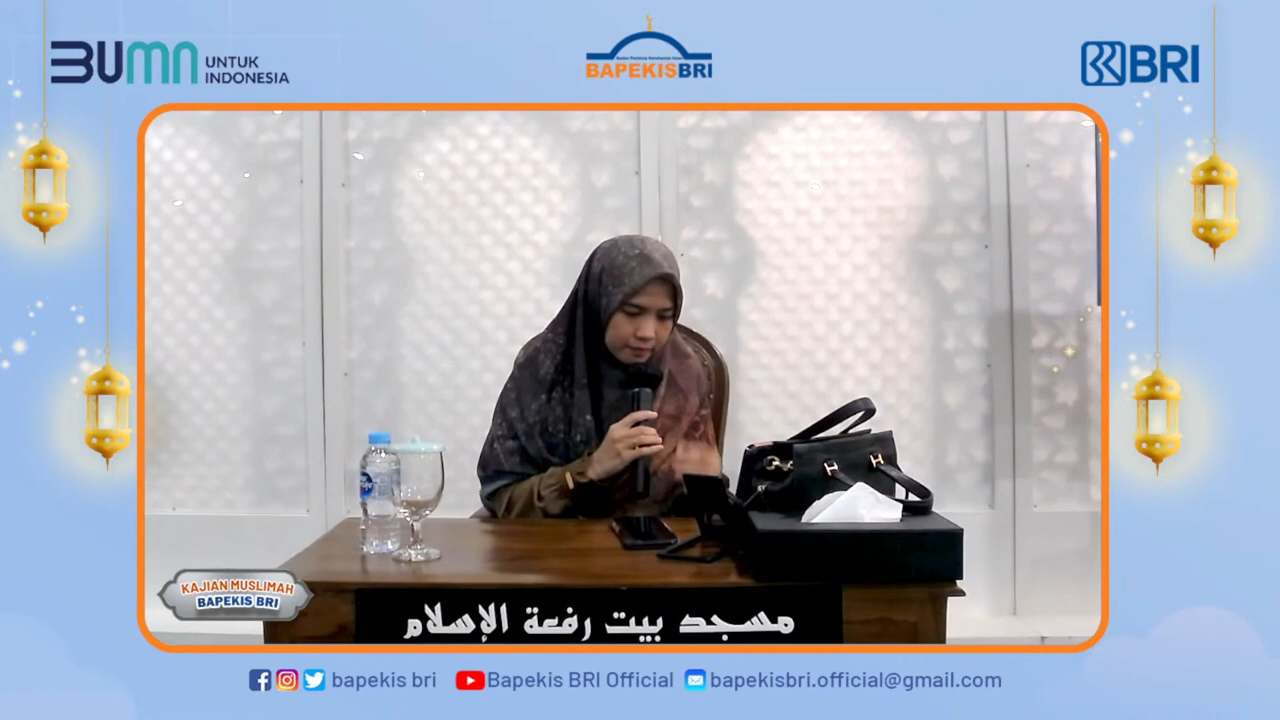 BUMN UNTUK INDONESIA
BAPEKISBRI
BRI
KAJIAN MUSLIMAH
BAPEKIS BRI
مسجد بيت رفعة الإسلام
bapekis bri
Bapekis BRI Official
bapekisbri.official@gmail.com